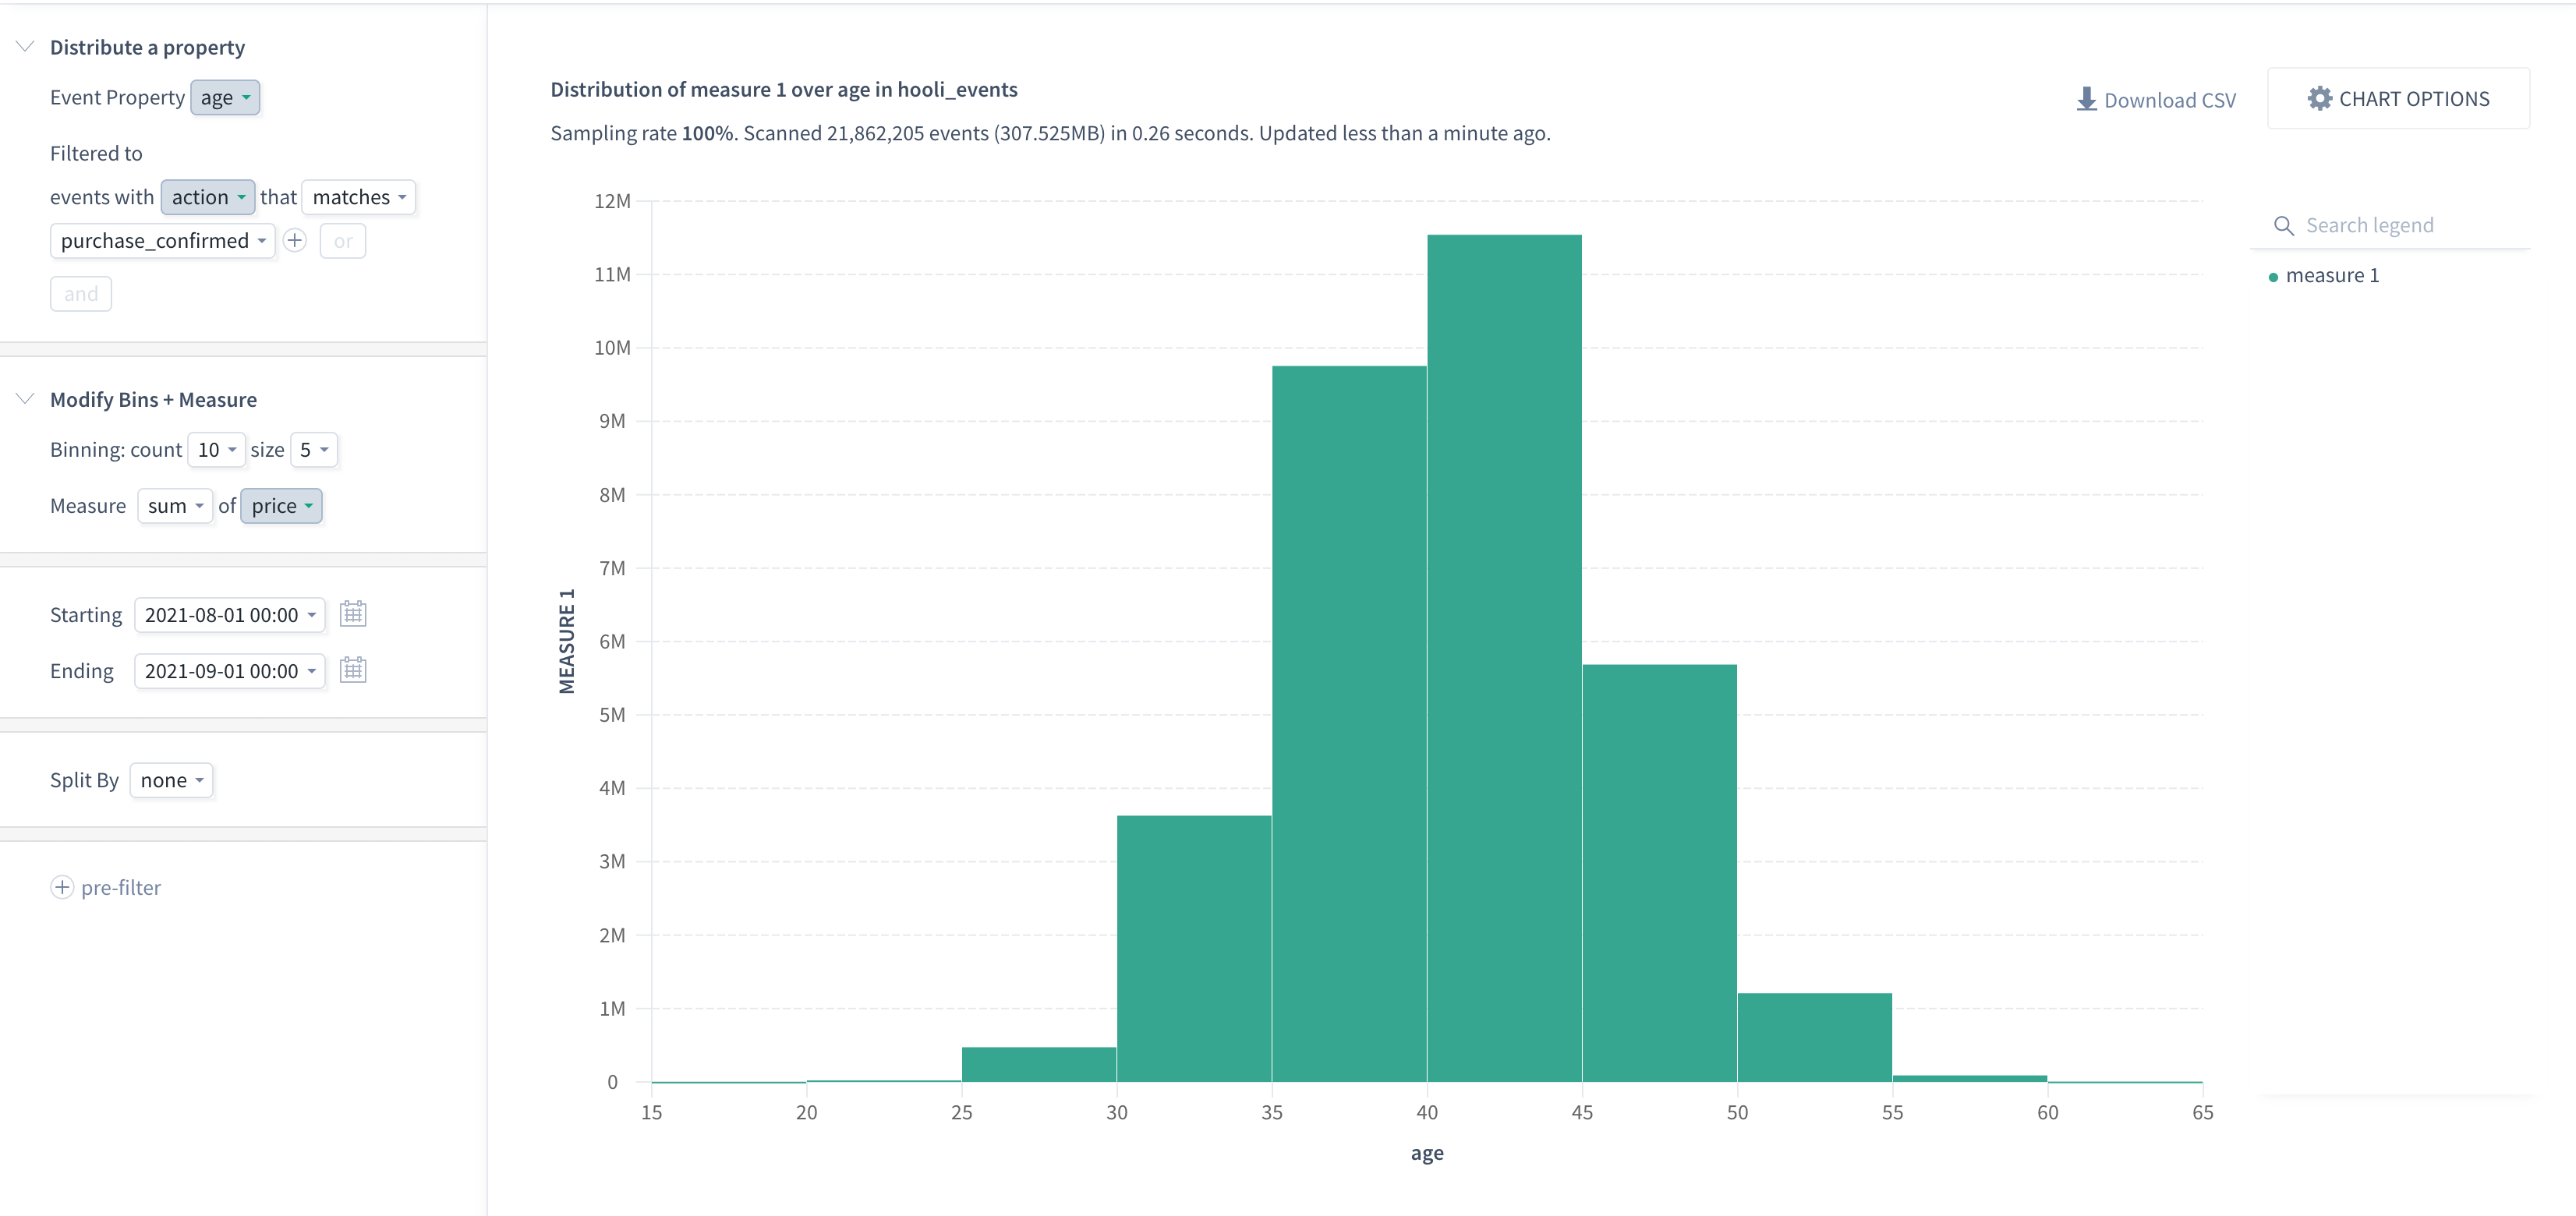 Distribute a property
Event Property age
Filtered to
events with action that matches
purchase_confirmed or
and
Modify Bins + Measure
Binning: count 10 size 5
Measure sum of price
Starting 2021-08-01 00:00
Ending 2021-09-01 00:00
Split By none
pre-filter
Distribution of measure 1 over age in hooli_events
Sampling rate 100%. Scanned 21,862,205 events (307.525MB) in 0.26 seconds. Updated less than a minute ago.
Download CSV
CHART OPTIONS
12M
11M
10M
9M
8M
7M
6M
5M
4M
3M
2M
1M
0
MEASURE 1
15 20 25 30 35 40 45 50 55 60 65
age
Search legend
measure 1